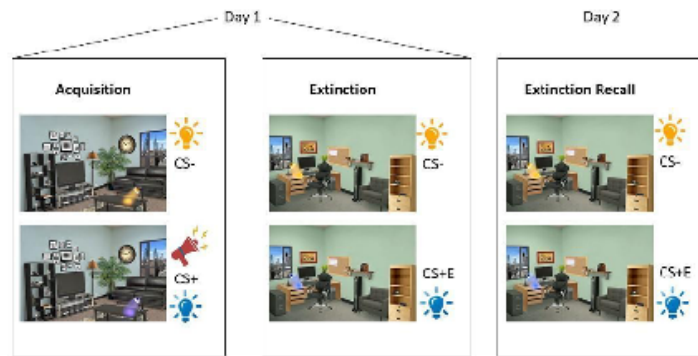 Day 1
Day 2
Acquisition
CS-
CS+
Extinction
CS-
CS+E
Extinction Recall
CS-
CS+E